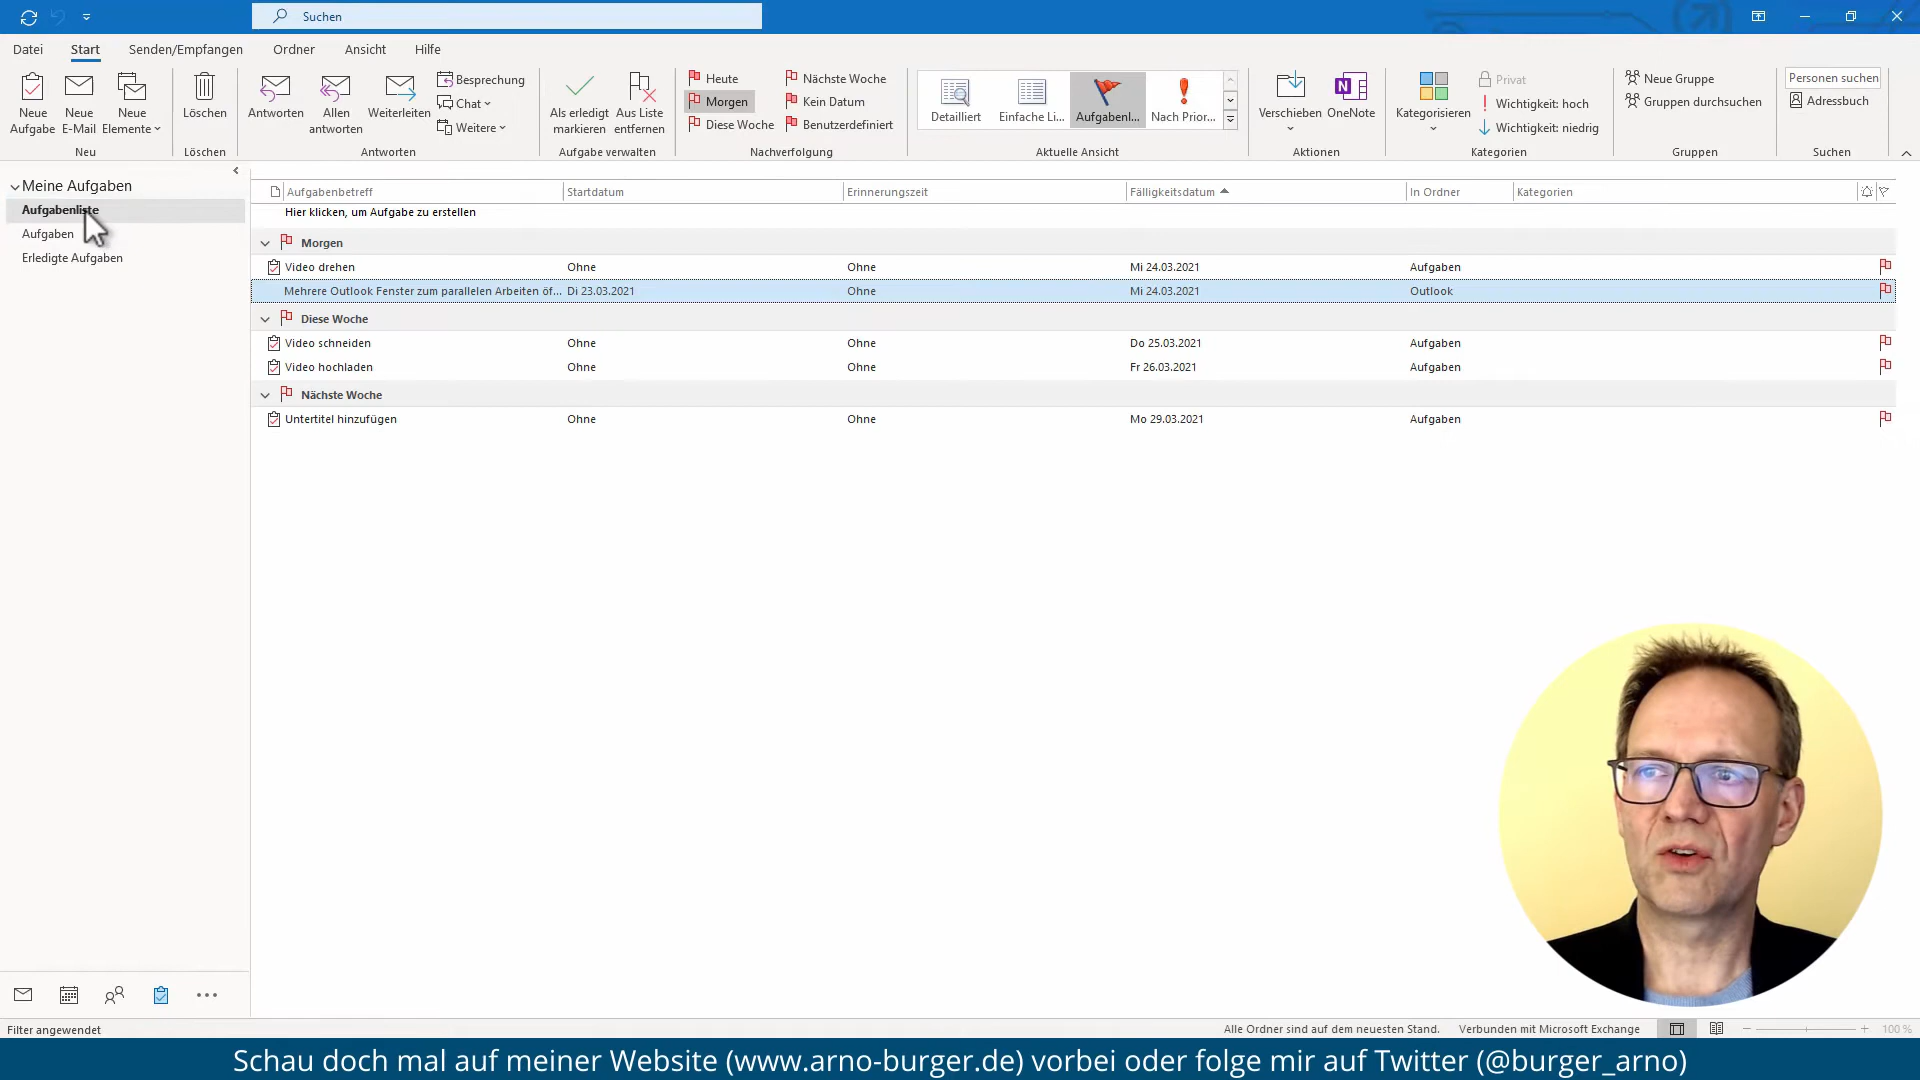 Suchen
Datei Start Senden/Empfangen Ordner Ansicht Hilfe
Neue Aufgabe
Neue E-Mail
Neue Elemente
Neu
Löschen
Löschen
Antworten
Allen antworten
Weiterleiten
Besprechung
Chat
Weitere
Antworten
Als erledigt markieren
Aus Liste entfernen
Aufgabe verwalten
Heute
Morgen
Diese Woche
Nächste Woche
Kein Datum
Benutzerdefiniert
Nachverfolgung
Detailliert
Einfache Li...
Aufgabenl...
Nach Prior...
Aktuelle Ansicht
Verschieben
OneNote
Aktionen
Kategorisieren
Privat
Wichtigkeit: hoch
Wichtigkeit: niedrig
Kategorien
Neue Gruppe
Gruppen durchsuchen
Gruppen
Personen suchen
Adressbuch
Suchen
Meine Aufgaben
Aufgabenliste
Aufgaben
Erledigte Aufgaben
Aufgabenbetreff Startdatum Erinnerungszeit Fälligkeitsdatum In Ordner Kategorien
Hier klicken, um Aufgabe zu erstellen
Morgen
Video drehen Ohne Ohne Mi 24.03.2021 Aufgaben
Mehrere Outlook Fenster zum parallelen Arbeiten öf... Di 23.03.2021 Ohne Mi 24.03.2021 Outlook
Diese Woche
Video schneiden Ohne Ohne Do 25.03.2021 Aufgaben
Video hochladen Ohne Ohne Fr 26.03.2021 Aufgaben
Nächste Woche
Untertitel hinzufügen Ohne Ohne Mo 29.03.2021 Aufgaben
Filter angewendet
Alle Ordner sind auf dem neuesten Stand. Verbunden mit Microsoft Exchange 100 %
Schau doch mal auf meiner Website (www.arno-burger.de) vorbei oder folge mir auf Twitter (@burger_arno)